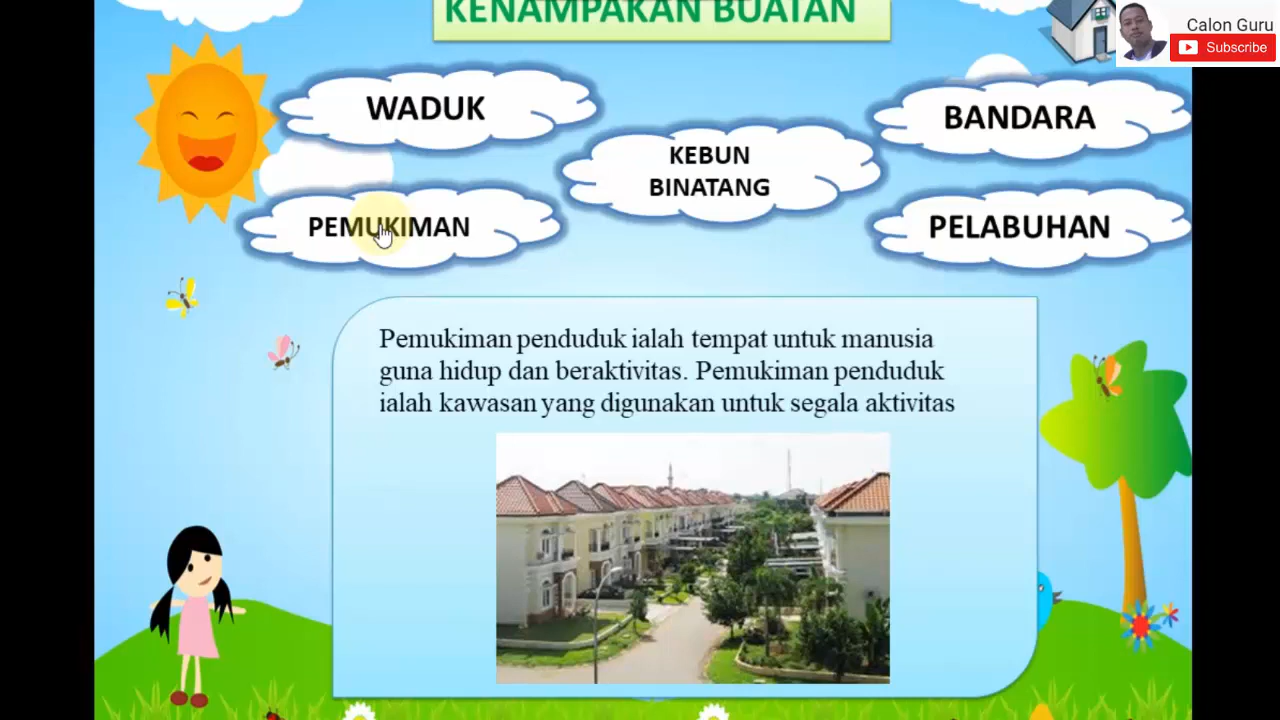 KENAMPAKAN BUATAN
Calon Guru
Subscribe
WADUK
BANDARA
KEBUN
BINATANG
PEMUKIMAN
PELABUHAN
Pemukiman penduduk ialah tempat untuk manusia
guna hidup dan beraktivitas. Pemukiman penduduk
ialah kawasan yang digunakan untuk segala aktivitas